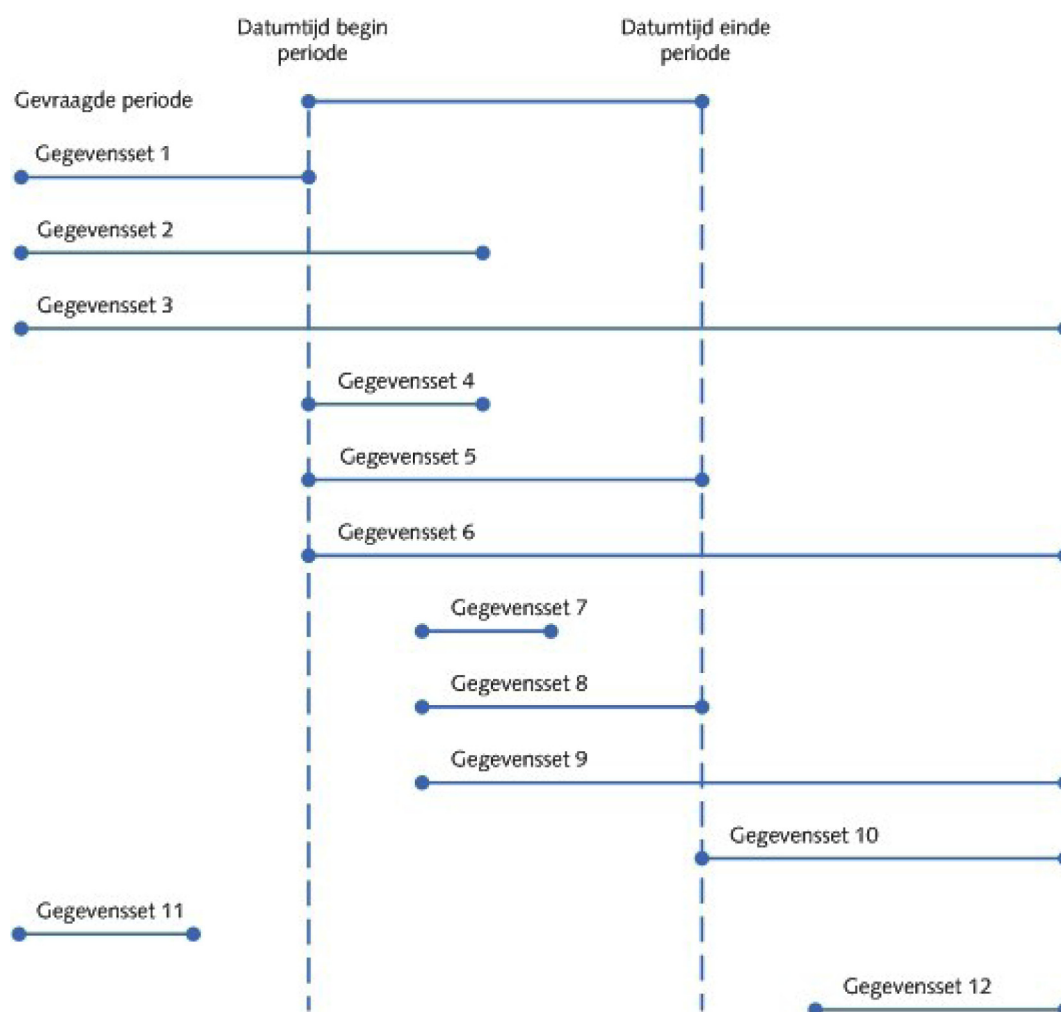 Datumtijd begin
periode
Datumtijd einde
periode
Gevraagde periode
Gegevensset 1
Gegevensset 2
Gegevensset 3
Gegevensset 4
Gegevensset 5
Gegevensset 6
Gegevensset 7
Gegevensset 8
Gegevensset 9
Gegevensset 10
Gegevensset 11
Gegevensset 12